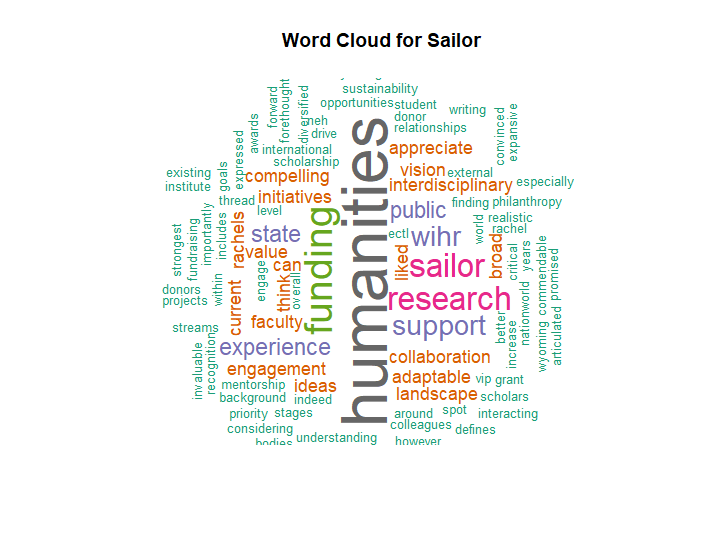 Word Cloud for Sailor
sustainability
opportunities
student
writing
forward
forethought
diversified
neh
donor
relationships
awards
drive
convinced
expansive
international
appreciate
expressed
scholarship
existing
institute
goals
compelling
vision
external
interdisciplinary
especially
thread
initiatives
level
public
finding
philanthropy
humanities
funding
strongest
fundraising
importantly
includes
rachels
state
value
can
ectl
wihr
world
realistic
rachel
liked
broad
critical
years
commendable
promised
donors
projects
within
engage
think
overall
sailor
research
current
faculty
streams
support
better
increase
nationworld
wyoming
articulated
invaluable
recognition
experience
engagement
collaboration
mentorship
ideas
adaptable
vip
grant
background
indeed
landscape
scholars
priority
stages
around
spot
interacting
considering
colleagues
defines
bodies
understanding
however